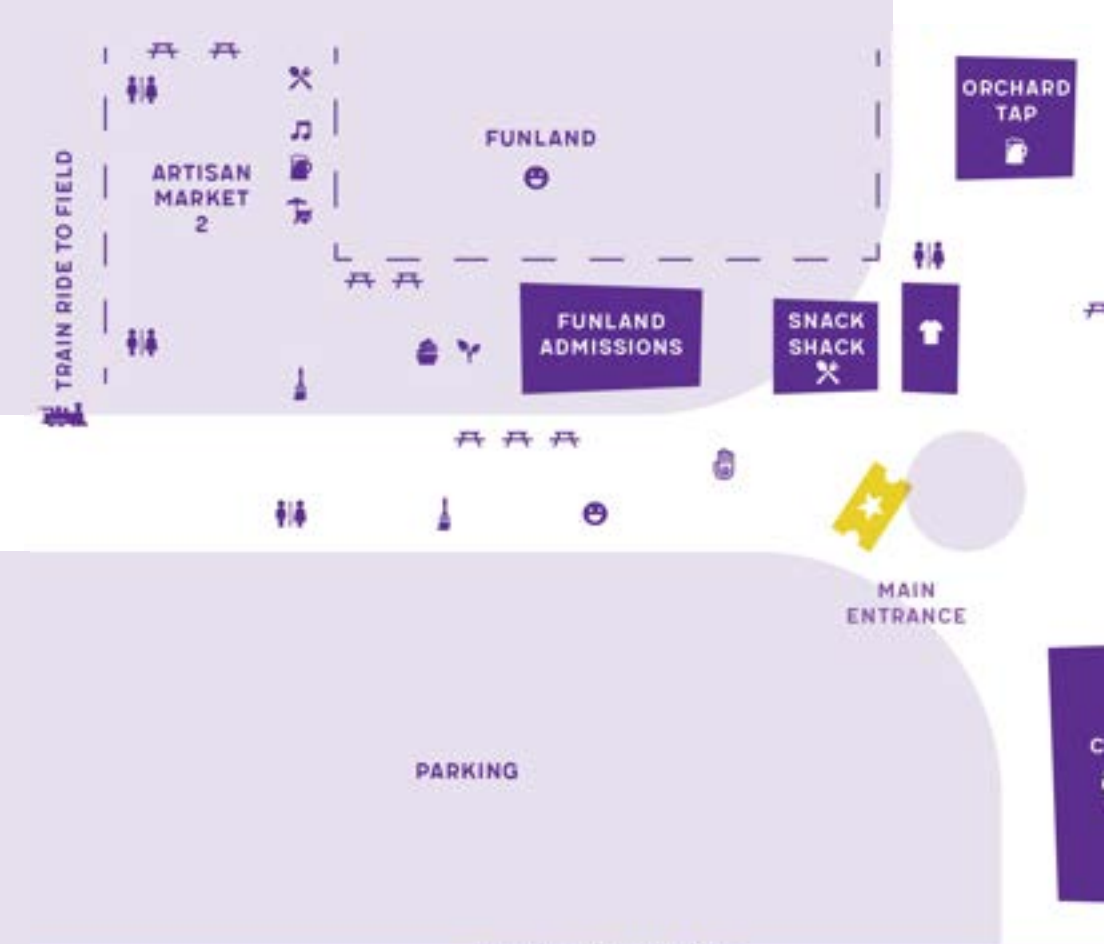 ORCHARD
TAP
FUNLAND
ARTISAN
MARKET
2
TRAIN RIDE TO FIELD
FUNLAND
ADMISSIONS
SNACK
SHACK
MAIN
ENTRANCE
PARKING